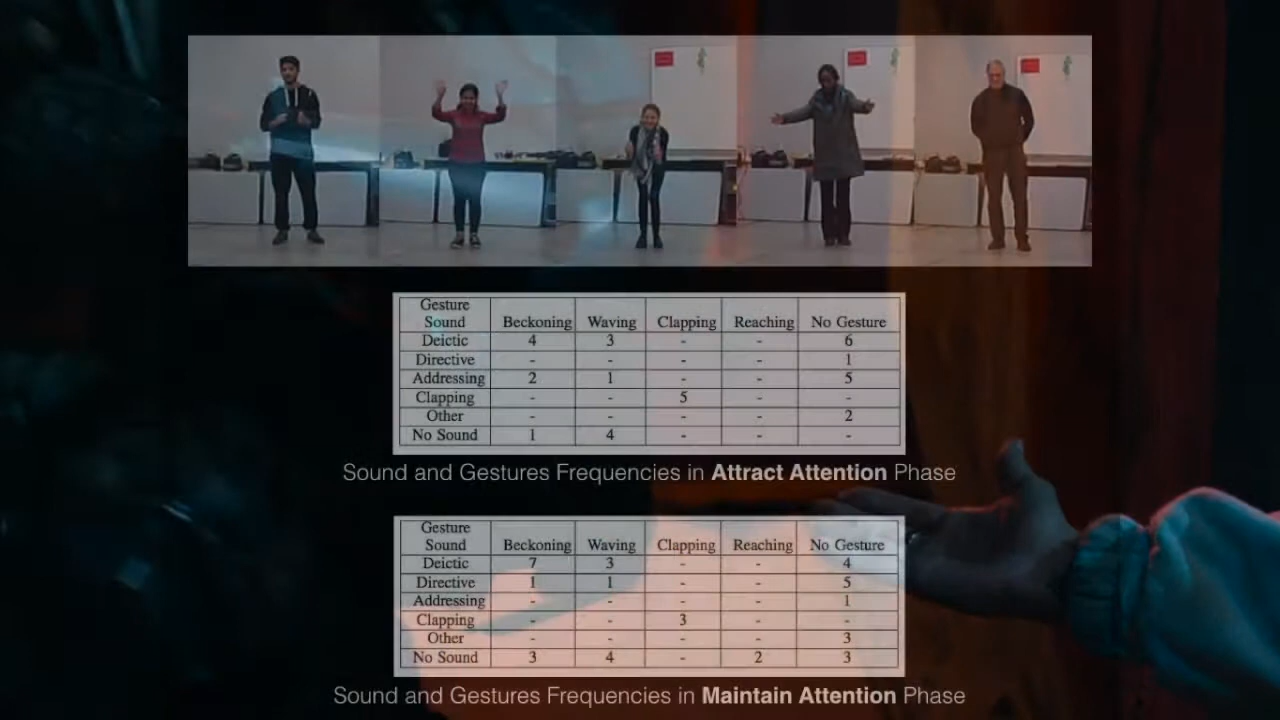 Gesture
Sound Beckoning Waving Clapping Reaching No Gesture
Deictic 4 3 - - 6
Directive - - - - 1
Addressing 2 1 - - 5
Clapping - - 5 - -
Other - - - - 2
No Sound 1 4 - - -
Sound and Gestures Frequencies in Attract Attention Phase
Gesture
Sound Beckoning Waving Clapping Reaching No Gesture
Deictic 7 3 - - 4
Directive 1 1 - - 5
Addressing - - - - 1
Clapping - - 3 - -
Other - - - - 3
No Sound 3 4 - 2 3
Sound and Gestures Frequencies in Maintain Attention Phase